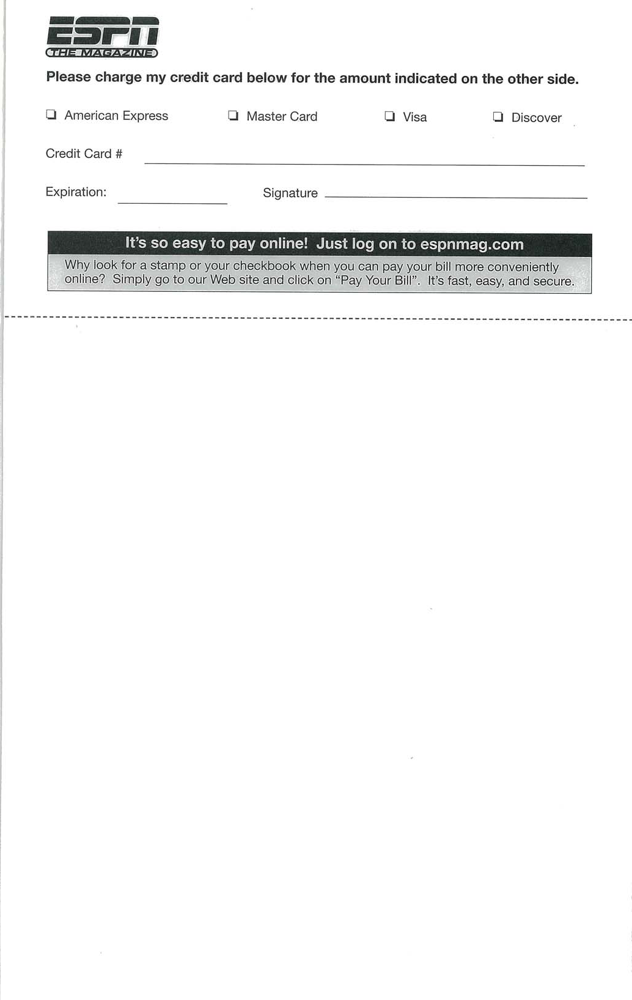 ESPN
THE MAGAZINE
Please charge my credit card below for the amount indicated on the other side.
❏ American Express ❏ Master Card ❏ Visa ❏ Discover
Credit Card #
Expiration: Signature
It's so easy to pay online! Just log on to espnmag.com
Why look for a stamp or your checkbook when you can pay your bill more conveniently
online? Simply go to our Web site and click on “Pay Your Bill”. It's fast, easy, and secure.